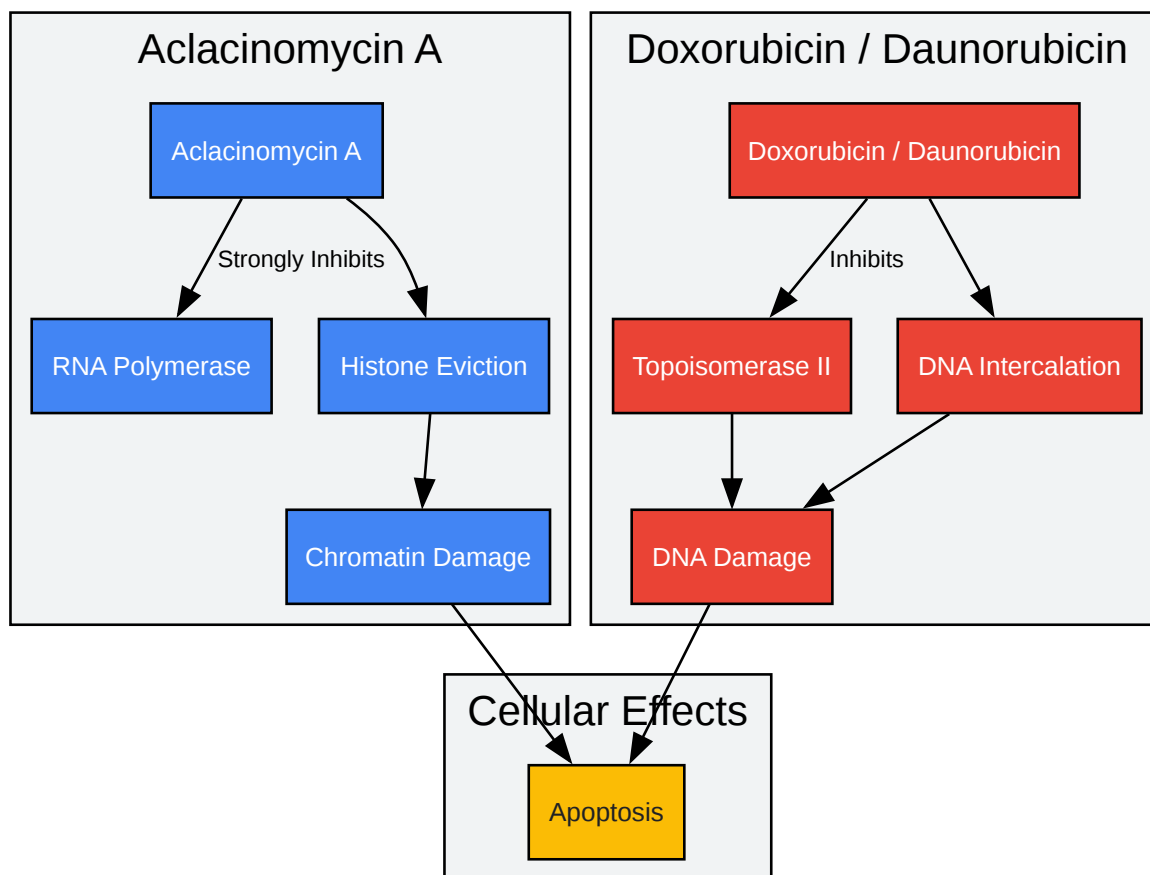 Aclacinomycin A
Doxorubicin / Daunorubicin
Aclacinomycin A
Doxorubicin / Daunorubicin
Strongly Inhibits
Inhibits
RNA Polymerase
Histone Eviction
Topoisomerase II
DNA Intercalation
Chromatin Damage
DNA Damage
Cellular Effects
Apoptosis